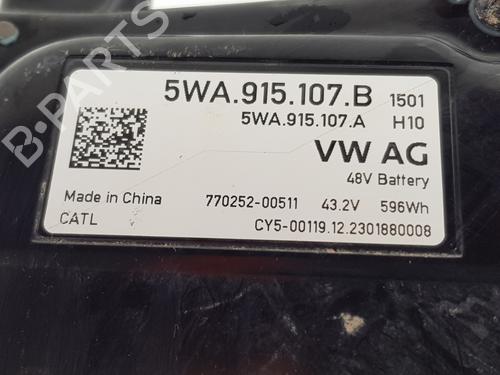 5WA.915.107.B 1501
5WA.915.107.A H10
VW AG
48V Battery
Made in China 770252-00511 43.2V 596Wh
CATL CY5-00119.12.2301880008
B-PARTS